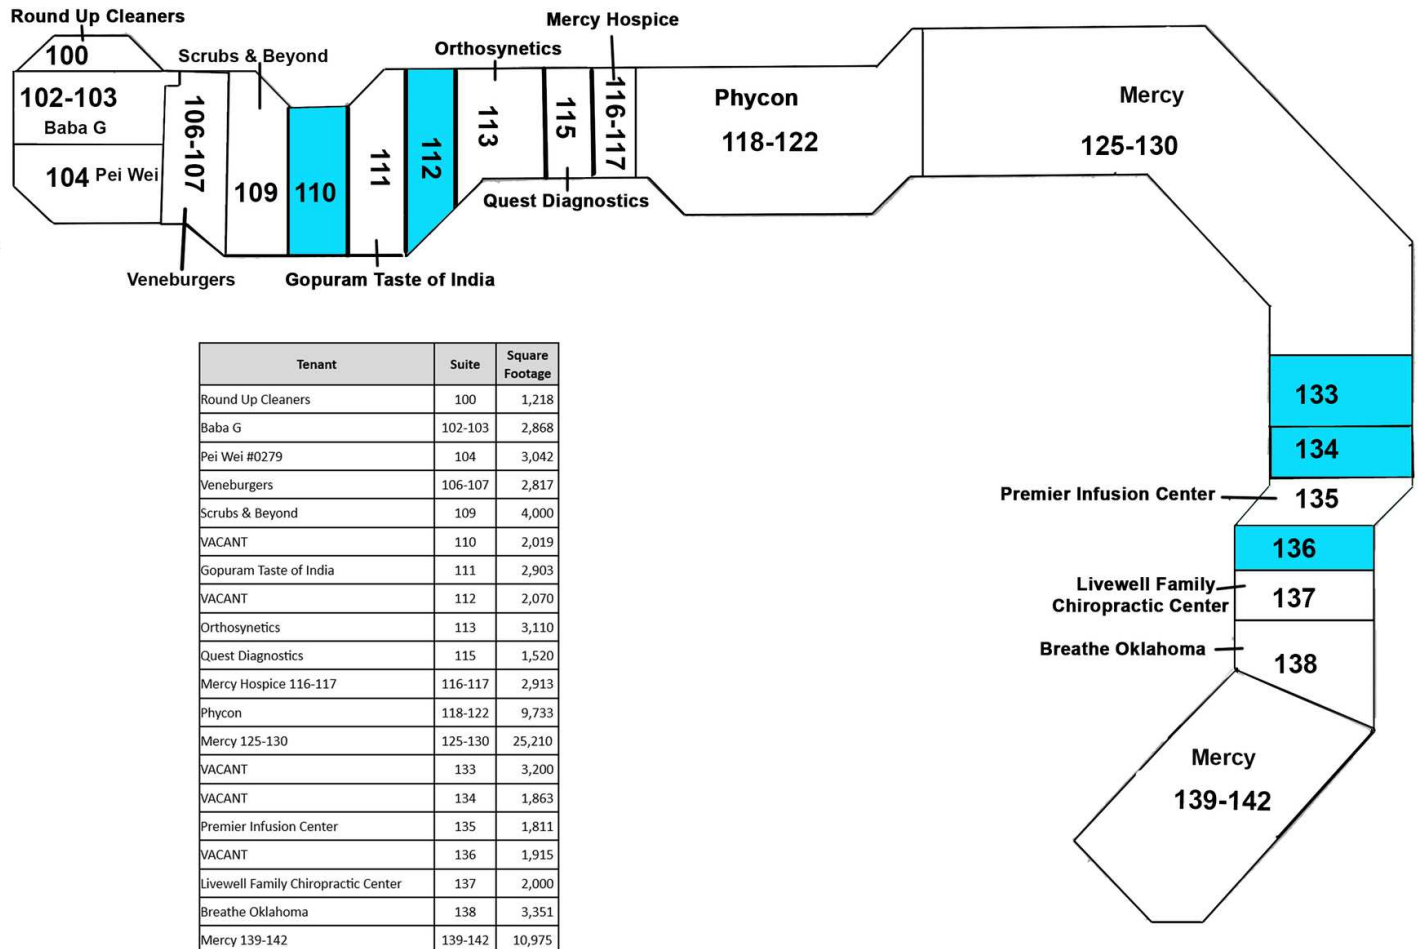 Round Up Cleaners
100
102-103
Baba G
104 Pei Wei
106-107
Veneburgers
Scrubs & Beyond
109
110
111
Gopuram Taste of India
112
Orthosynetics
113
115
Quest Diagnostics
Mercy Hospice
116-117
Phycon
118-122
Mercy
125-130
133
134
Premier Infusion Center
135
136
Livewell Family
Chiropractic Center
137
Breathe Oklahoma
138
Mercy
139-142
Tenant Suite Square
Footage
Round Up Cleaners 100 1,218
Baba G 102-103 2,868
Pei Wei #0279 104 3,042
Veneburgers 106-107 2,817
Scrubs & Beyond 109 4,000
VACANT 110 2,019
Gopuram Taste of India 111 2,903
VACANT 112 2,070
Orthosynetics 113 3,110
Quest Diagnostics 115 1,520
Mercy Hospice 116-117 116-117 2,913
Phycon 118-122 9,733
Mercy 125-130 125-130 25,210
VACANT 133 3,200
VACANT 134 1,863
Premier Infusion Center 135 1,811
VACANT 136 1,915
Livewell Family Chiropractic Center 137 2,000
Breathe Oklahoma 138 3,351
Mercy 139-142 139-142 10,975